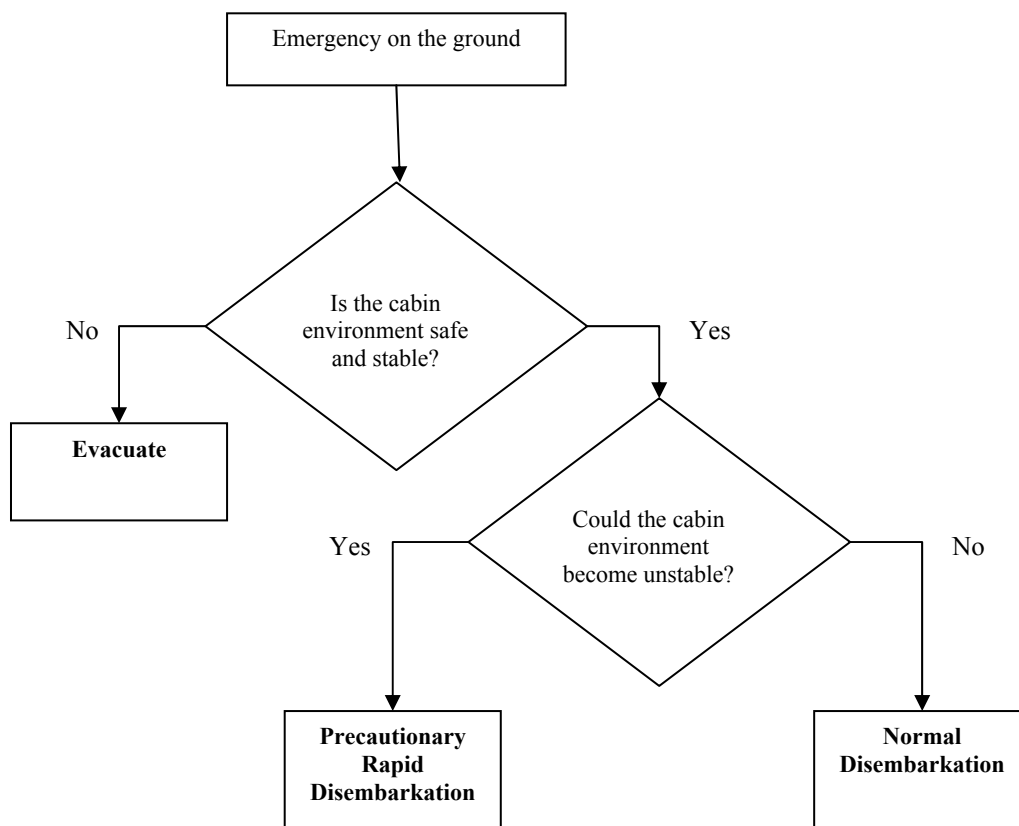 Emergency on the ground
Is the cabin
environment safe
and stable?
No
Yes
Evacuate
Could the cabin
environment
become unstable?
Yes
No
Precautionary
Rapid
Disembarkation
Normal
Disembarkation